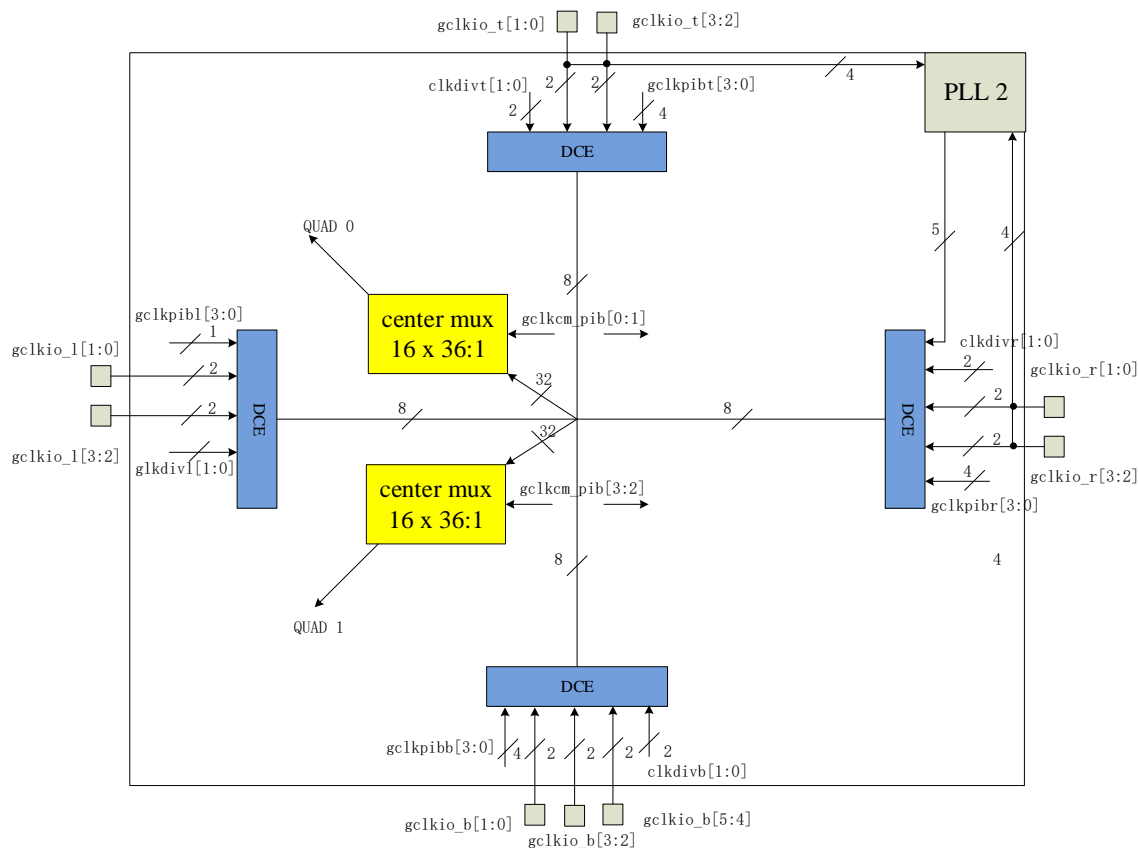 gclkio_t[1:0]
gclkio_t[3:2]
clkdivt[1:0]
2
2
2
gclkpibt[3:0]
4
4
PLL 2
DCE
QUAD 0
8
5
4
center mux
16 x 36:1
gclkcm_pib[0:1]
32
gclkpibl[3:0]
1
gclkio_l[1:0]
2
2
gclkio_l[3:2]
glkdivl[1:0]
DCE
8
8
DCE
clkdivr[1:0]
2
gclkio_r[1:0]
2
2
gclkio_r[3:2]
4
gclkpibr[3:0]
32
center mux
16 x 36:1
gclkcm_pib[3:2]
8
4
QUAD 1
DCE
gclkpibb[3:0]
4
2
2
2
2
clkdivb[1:0]
gclkio_b[1:0]
gclkio_b[3:2]
gclkio_b[5:4]